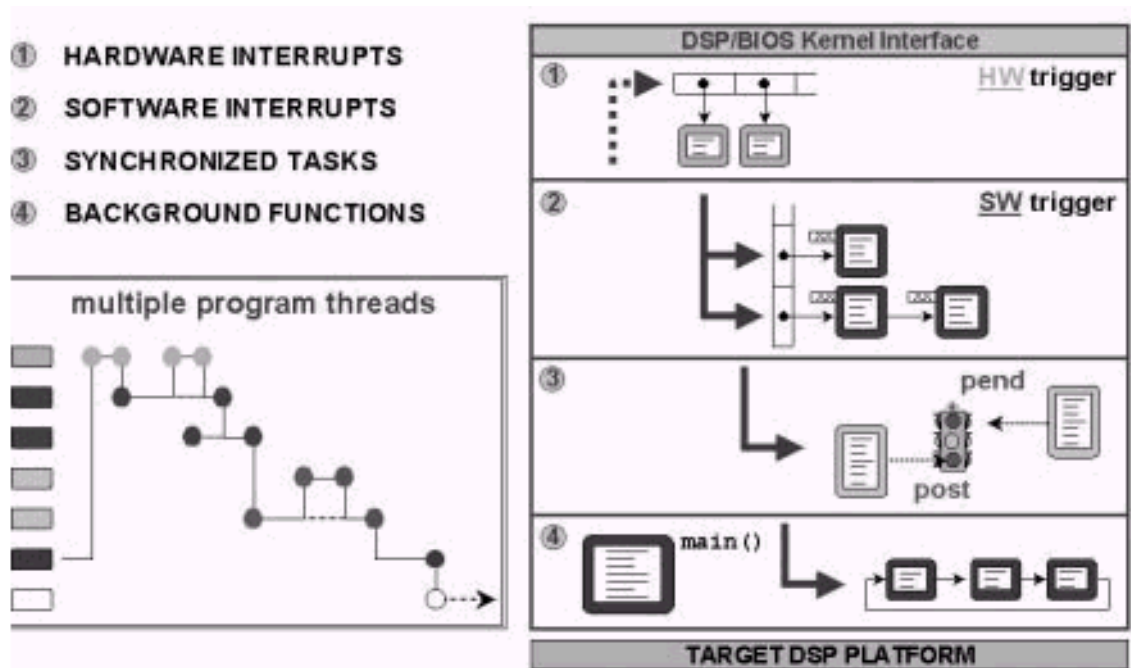 ① HARDWARE INTERRUPTS
② SOFTWARE INTERRUPTS
③ SYNCHRONIZED TASKS
④ BACKGROUND FUNCTIONS
multiple program threads
DSP/BIOS Kernel Interface
① HW trigger
② SW trigger
③ pend
post
④ main()
TARGET DSP PLATFORM